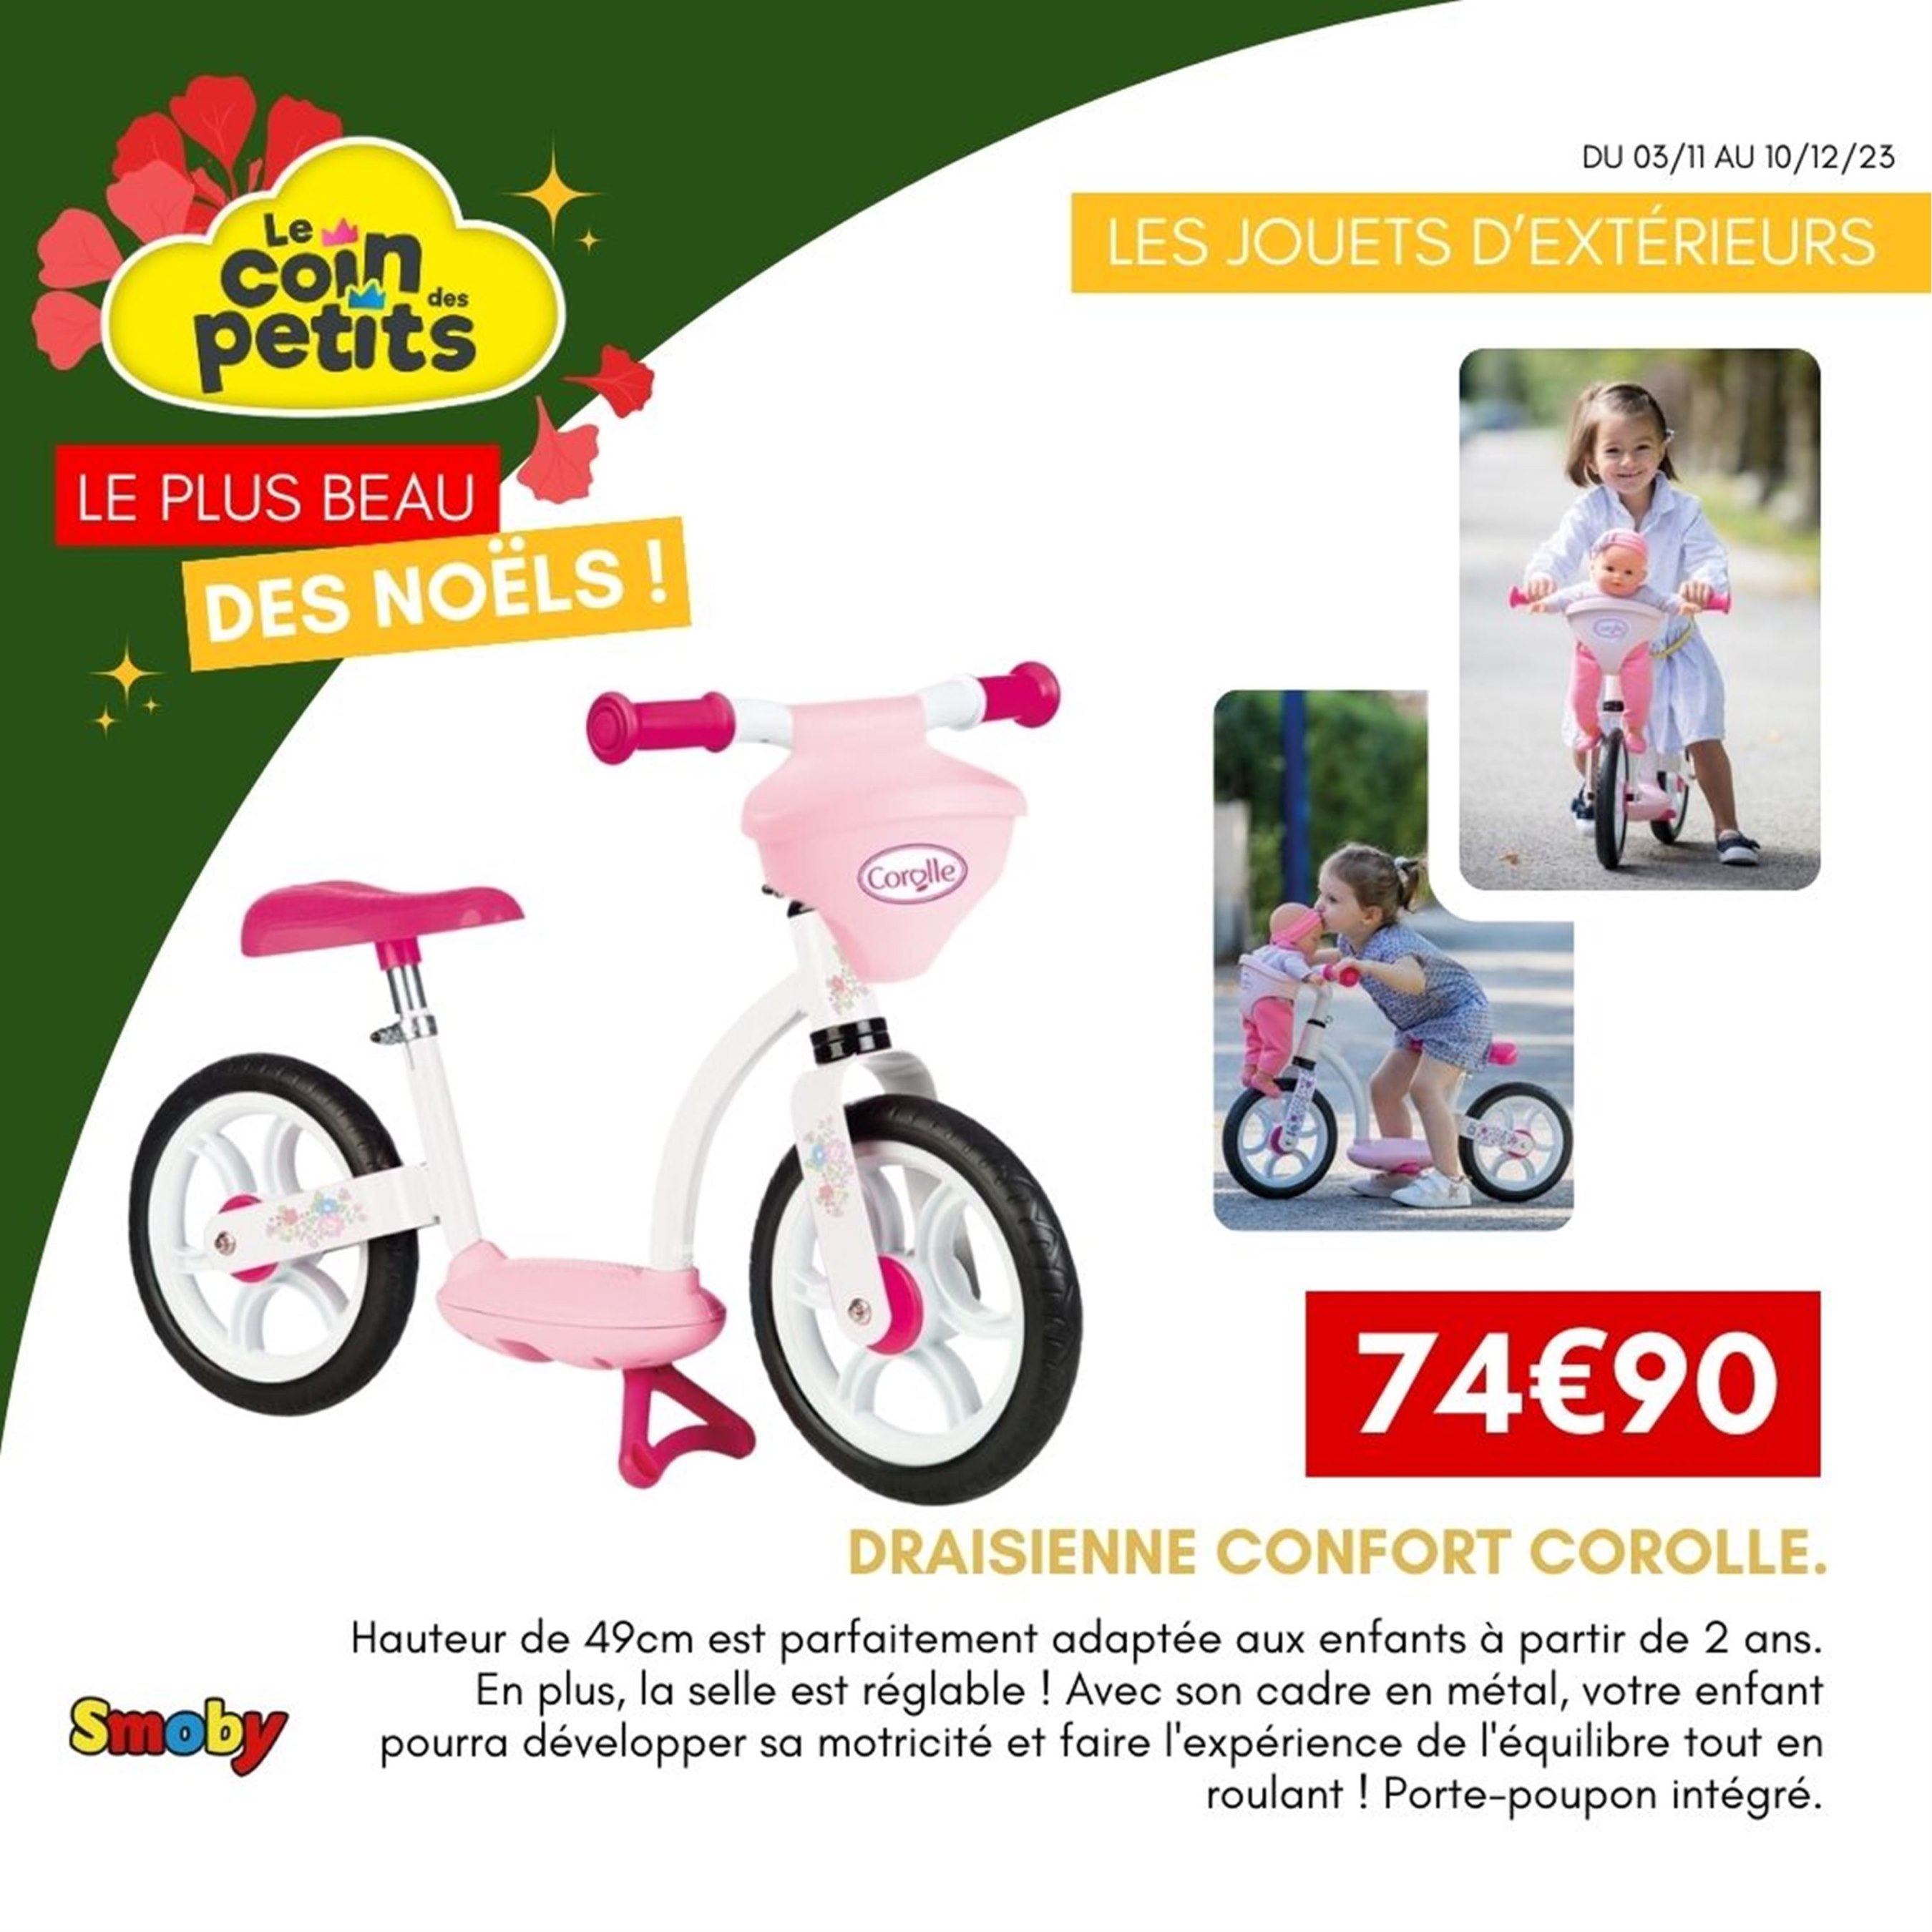 Le
coin
des
petits
LE PLUS BEAU
DES NOËLS !
DU 03/11 AU 10/12/23
LES JOUETS D'EXTÉRIEURS
Corolle
Corolle
74€90
DRAISIENNE CONFORT COROLLE.
Hauteur de 49cm est parfaitement adaptée aux enfants à partir de 2 ans.
En plus, la selle est réglable ! Avec son cadre en métal, votre enfant
pourra développer sa motricité et faire l'expérience de l'équilibre tout en
roulant ! Porte-poupon intégré.
Smoby